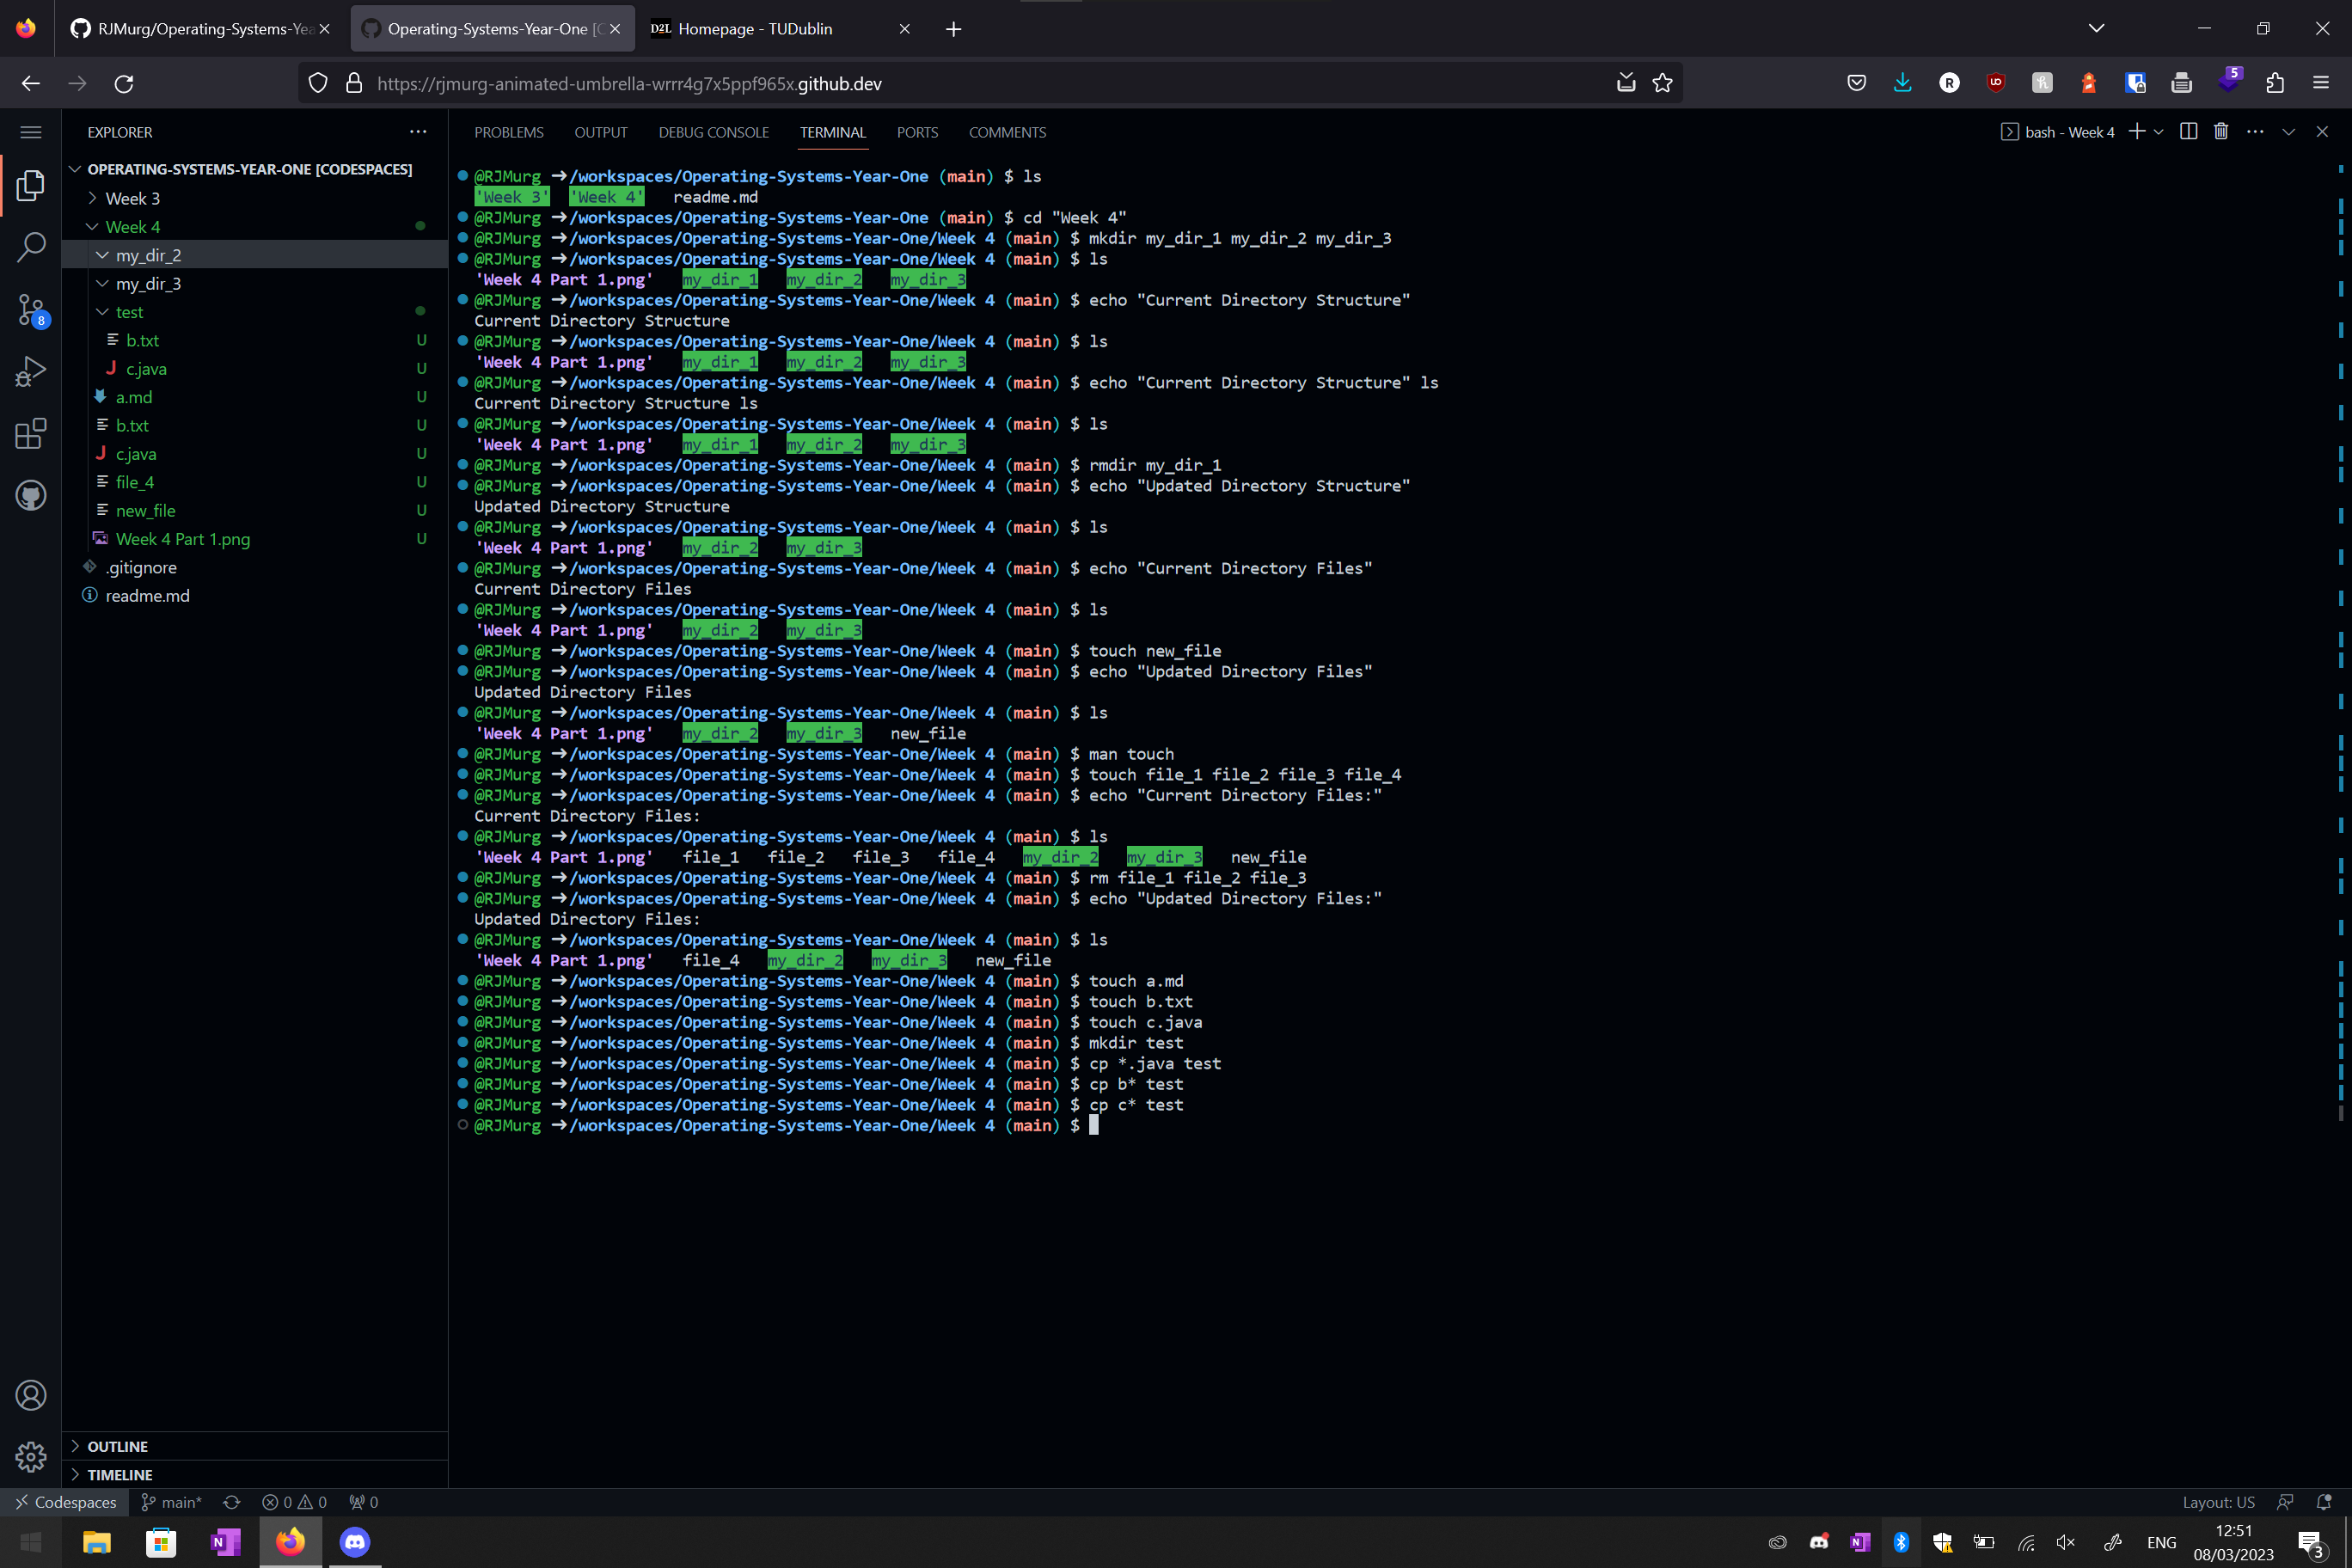 RJMurg/Operating-Systems-Yea
Operating-Systems-Year-One [C
D2L Homepage - TUDublin
https://rjmurg-animated-umbrella-wrrr4g7x5ppf965x.github.dev
5
EXPLORER
PROBLEMS OUTPUT DEBUG CONSOLE TERMINAL PORTS COMMENTS
bash - Week 4
OPERATING-SYSTEMS-YEAR-ONE [CODESPACES]
Week 3
Week 4
my_dir_2
my_dir_3
test
b.txt U
c.java U
a.md U
b.txt U
c.java U
file_4 U
new_file U
Week 4 Part 1.png U
.gitignore
readme.md
8
@RJMurg ➜/workspaces/Operating-Systems-Year-One (main) $ ls
'Week 3' 'Week 4' readme.md
@RJMurg ➜/workspaces/Operating-Systems-Year-One (main) $ cd "Week 4"
@RJMurg ➜/workspaces/Operating-Systems-Year-One/Week 4 (main) $ mkdir my_dir_1 my_dir_2 my_dir_3
@RJMurg ➜/workspaces/Operating-Systems-Year-One/Week 4 (main) $ ls
'Week 4 Part 1.png' my_dir_1 my_dir_2 my_dir_3
@RJMurg ➜/workspaces/Operating-Systems-Year-One/Week 4 (main) $ echo "Current Directory Structure"
Current Directory Structure
@RJMurg ➜/workspaces/Operating-Systems-Year-One/Week 4 (main) $ ls
'Week 4 Part 1.png' my_dir_1 my_dir_2 my_dir_3
@RJMurg ➜/workspaces/Operating-Systems-Year-One/Week 4 (main) $ echo "Current Directory Structure" ls
Current Directory Structure ls
@RJMurg ➜/workspaces/Operating-Systems-Year-One/Week 4 (main) $ ls
'Week 4 Part 1.png' my_dir_1 my_dir_2 my_dir_3
@RJMurg ➜/workspaces/Operating-Systems-Year-One/Week 4 (main) $ rmdir my_dir_1
@RJMurg ➜/workspaces/Operating-Systems-Year-One/Week 4 (main) $ echo "Updated Directory Structure"
Updated Directory Structure
@RJMurg ➜/workspaces/Operating-Systems-Year-One/Week 4 (main) $ ls
'Week 4 Part 1.png' my_dir_2 my_dir_3
@RJMurg ➜/workspaces/Operating-Systems-Year-One/Week 4 (main) $ echo "Current Directory Files"
Current Directory Files
@RJMurg ➜/workspaces/Operating-Systems-Year-One/Week 4 (main) $ ls
'Week 4 Part 1.png' my_dir_2 my_dir_3
@RJMurg ➜/workspaces/Operating-Systems-Year-One/Week 4 (main) $ touch new_file
@RJMurg ➜/workspaces/Operating-Systems-Year-One/Week 4 (main) $ echo "Updated Directory Files"
Updated Directory Files
@RJMurg ➜/workspaces/Operating-Systems-Year-One/Week 4 (main) $ ls
'Week 4 Part 1.png' my_dir_2 my_dir_3 new_file
@RJMurg ➜/workspaces/Operating-Systems-Year-One/Week 4 (main) $ man touch
@RJMurg ➜/workspaces/Operating-Systems-Year-One/Week 4 (main) $ touch file_1 file_2 file_3 file_4
@RJMurg ➜/workspaces/Operating-Systems-Year-One/Week 4 (main) $ echo "Current Directory Files:"
Current Directory Files:
@RJMurg ➜/workspaces/Operating-Systems-Year-One/Week 4 (main) $ ls
'Week 4 Part 1.png' file_1 file_2 file_3 file_4 my_dir_2 my_dir_3 new_file
@RJMurg ➜/workspaces/Operating-Systems-Year-One/Week 4 (main) $ rm file_1 file_2 file_3
@RJMurg ➜/workspaces/Operating-Systems-Year-One/Week 4 (main) $ echo "Updated Directory Files:"
Updated Directory Files:
@RJMurg ➜/workspaces/Operating-Systems-Year-One/Week 4 (main) $ ls
'Week 4 Part 1.png' file_4 my_dir_2 my_dir_3 new_file
@RJMurg ➜/workspaces/Operating-Systems-Year-One/Week 4 (main) $ touch a.md
@RJMurg ➜/workspaces/Operating-Systems-Year-One/Week 4 (main) $ touch b.txt
@RJMurg ➜/workspaces/Operating-Systems-Year-One/Week 4 (main) $ touch c.java
@RJMurg ➜/workspaces/Operating-Systems-Year-One/Week 4 (main) $ mkdir test
@RJMurg ➜/workspaces/Operating-Systems-Year-One/Week 4 (main) $ cp *.java test
@RJMurg ➜/workspaces/Operating-Systems-Year-One/Week 4 (main) $ cp b* test
@RJMurg ➜/workspaces/Operating-Systems-Year-One/Week 4 (main) $ cp c* test
@RJMurg ➜/workspaces/Operating-Systems-Year-One/Week 4 (main) $
OUTLINE
TIMELINE
Codespaces main* 0 0 0 Layout: US
ENG 12:51
08/03/2023 3